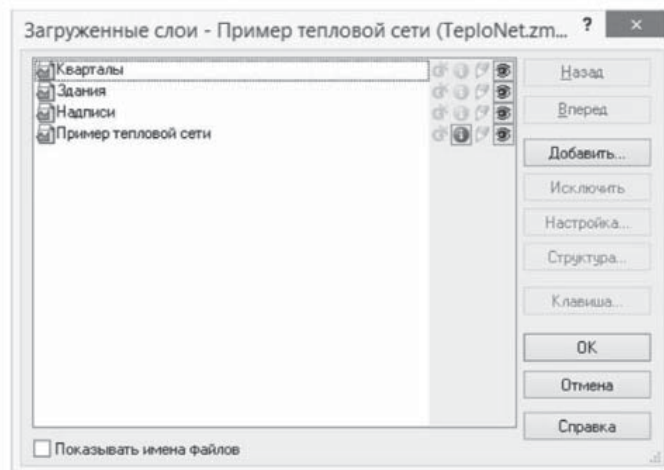 Загруженные слои - Пример тепловой сети (TeploNet.zm... ? ×
Кварталы
Здания
Надписи
Пример тепловой сети
Назад
Вперед
Добавить...
Исключить
Настройка...
Структура...
Клавиша...
OK
Отмена
Справка
Показывать имена файлов